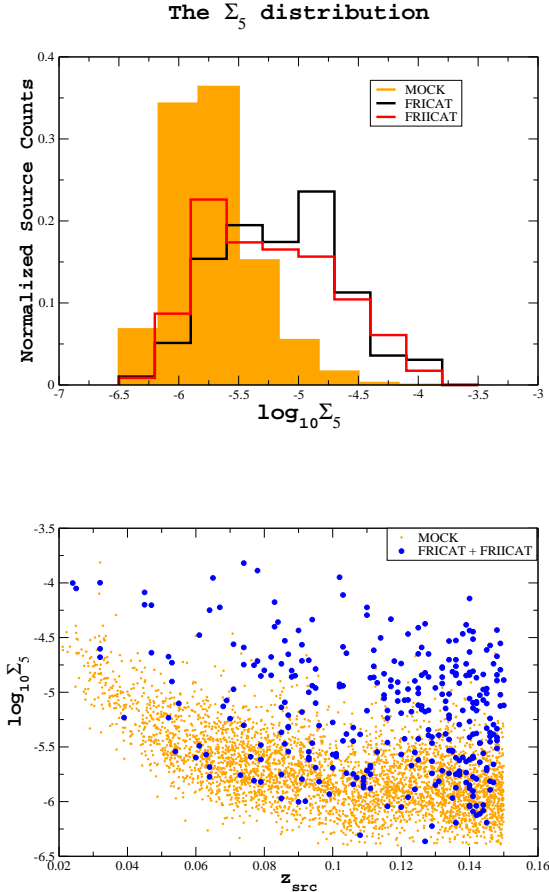 The Σ5 distribution
Normalized Source Counts
0.4
0.3
0.2
0.1
0
MOCK
FRICAT
FRIICAT
-7 -6.5 -6 -5.5 -5 -4.5 -4 -3.5 -3
log10Σ5
log10Σ5
-3.5
-4
-4.5
-5
-5.5
-6
-6.5
MOCK
FRICAT + FRIICAT
0.02 0.04 0.06 0.08 0.1 0.12 0.14 0.16
zsrc